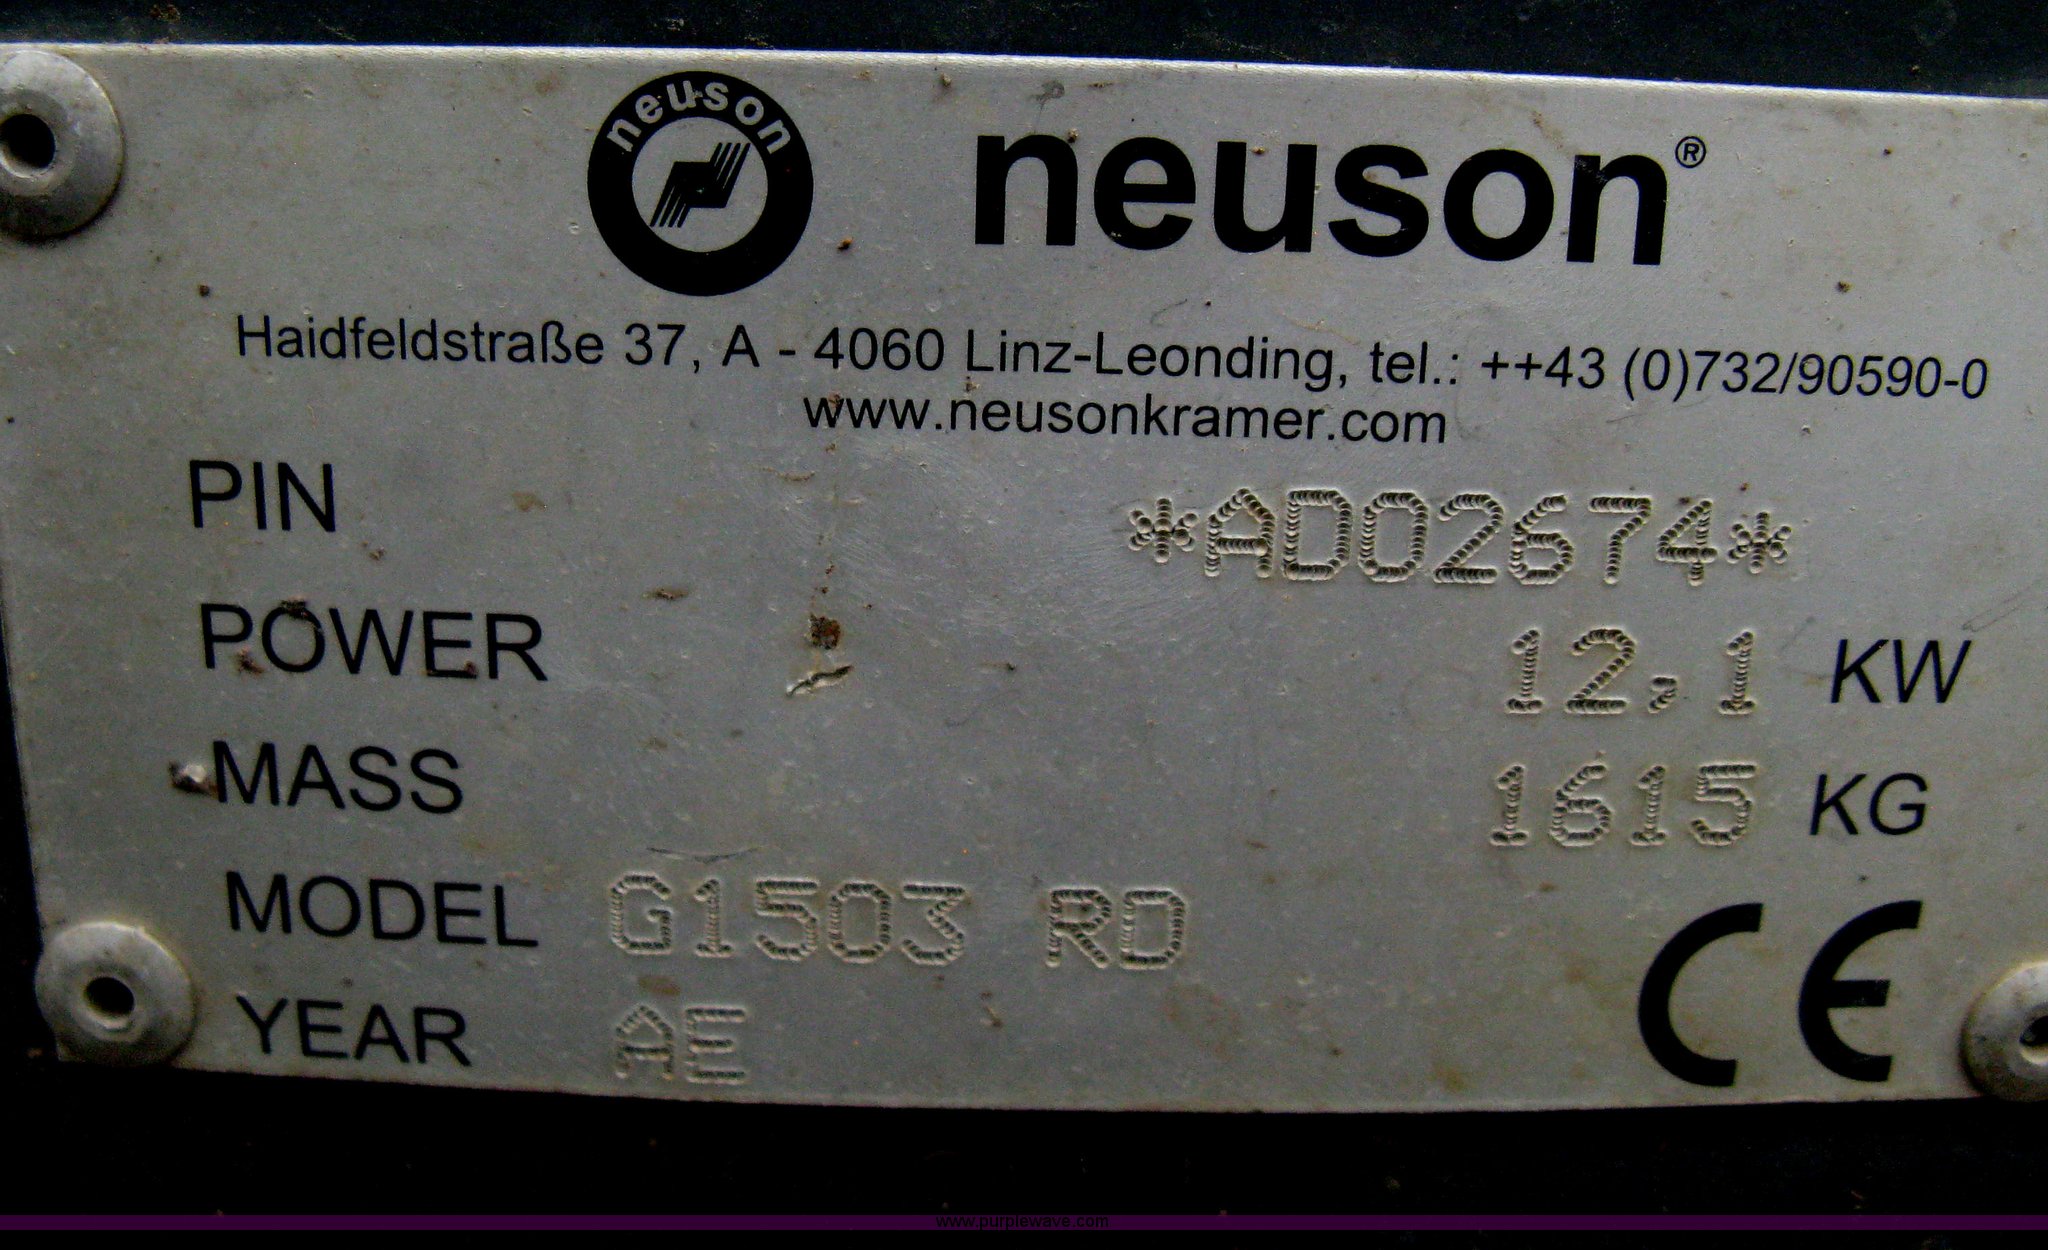 neuson
neuson®
Haidfeldstraße 37, A - 4060 Linz-Leonding, tel.: ++43 (0)732/90590-0
www.neusonkramer.com
PIN *AD02674*
POWER 12,1 KW
MASS 1615 KG
MODEL G1503 RD
YEAR AE
CE
www.purplewave.com